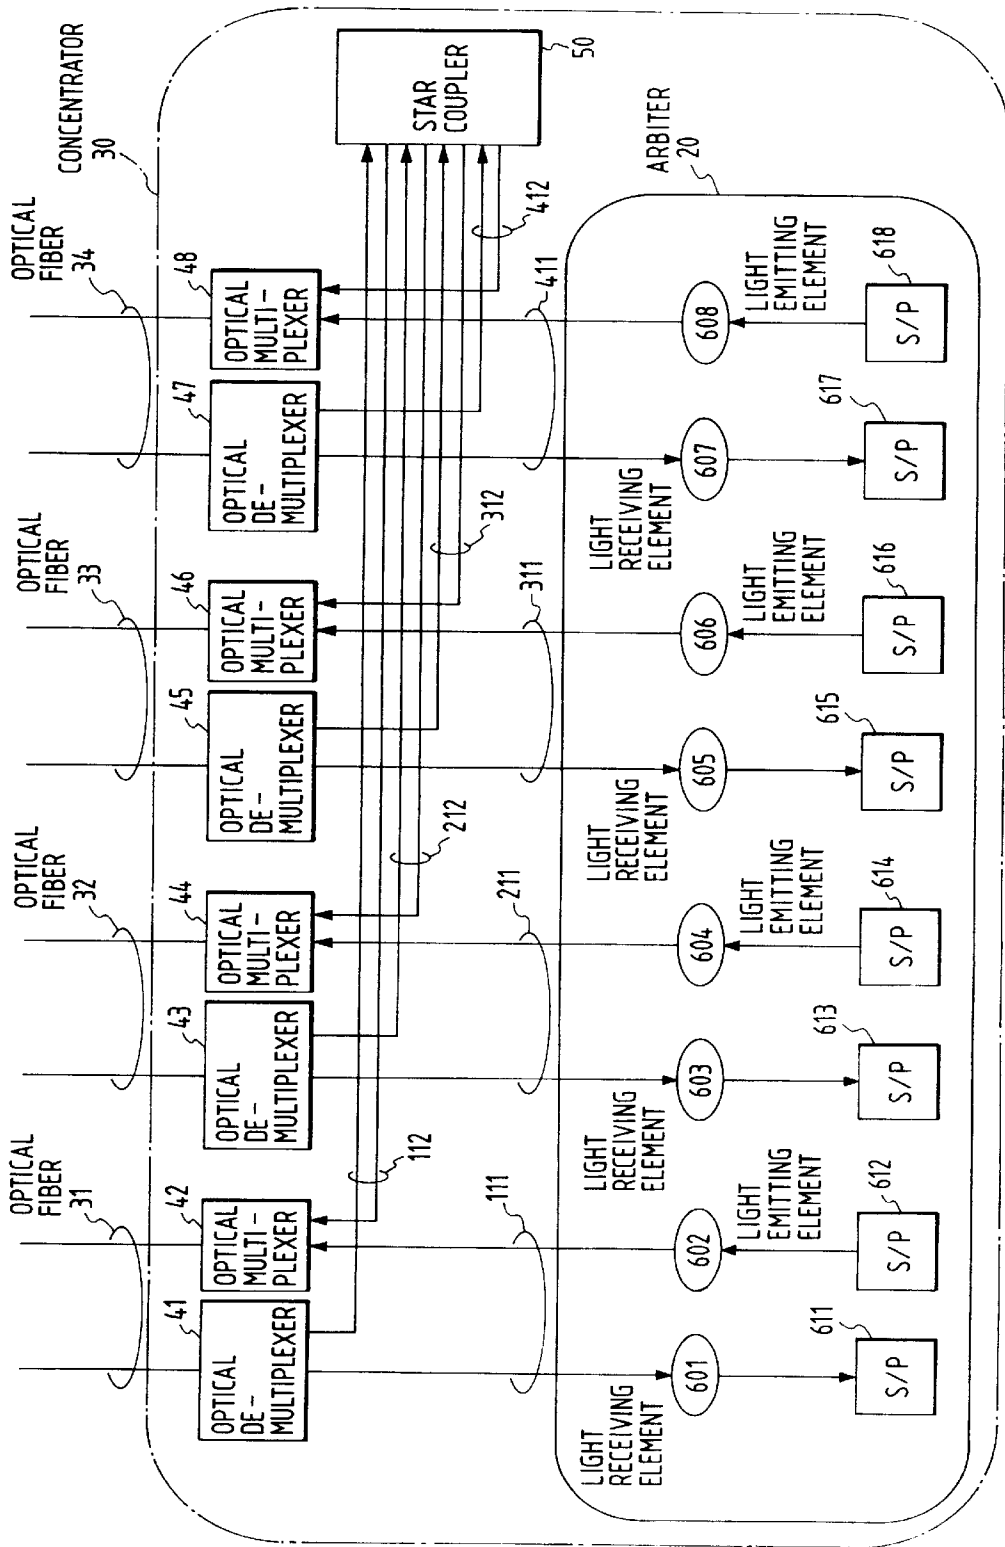 CONCENTRATOR
30
OPTICAL
FIBER
31
OPTICAL
FIBER
32
OPTICAL
FIBER
33
OPTICAL
FIBER
34
41
OPTICAL
DE-
MULTIPLEXER
42
OPTICAL
MULTI-
PLEXER
43
OPTICAL
DE-
MULTIPLEXER
44
OPTICAL
MULTI-
PLEXER
45
OPTICAL
DE-
MULTIPLEXER
46
OPTICAL
MULTI-
PLEXER
47
OPTICAL
DE-
MULTIPLEXER
48
OPTICAL
MULTI-
PLEXER
STAR
COUPLER
50
112
212
312
412
111
211
311
411
ARBITER
20
LIGHT
RECEIVING
ELEMENT
601
602
LIGHT
EMITTING
ELEMENT
LIGHT
RECEIVING
ELEMENT
603
604
LIGHT
EMITTING
ELEMENT
LIGHT
RECEIVING
ELEMENT
605
606
LIGHT
EMITTING
ELEMENT
LIGHT
RECEIVING
ELEMENT
607
608
LIGHT
EMITTING
ELEMENT
611
S/P
612
S/P
613
S/P
614
S/P
615
S/P
616
S/P
617
S/P
618
S/P